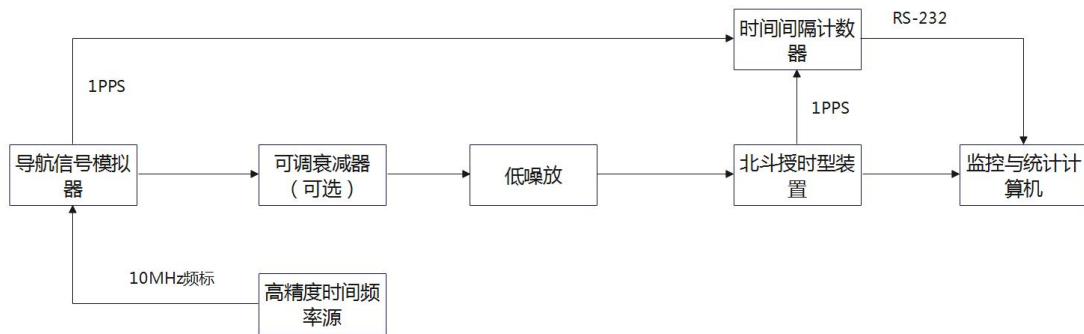 RS-232
时间间隔计数
器
1PPS
1PPS
导航信号模拟
器
可调衰减器
（可选）
低噪放
北斗授时型装
置
监控与统计计
算机
10MHz频标
高精度时间频
率源